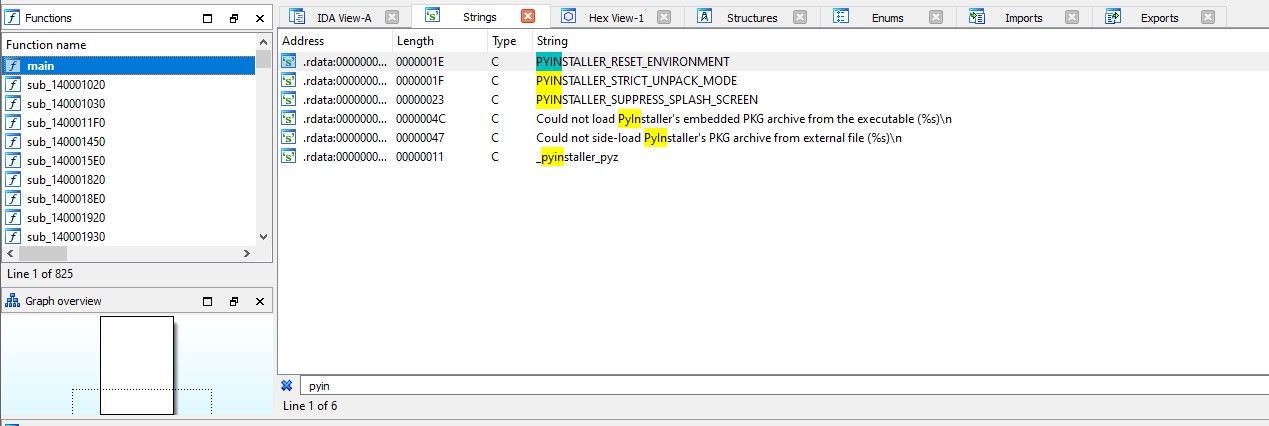 Functions
IDA View-A
Strings
Hex View-1
Structures
Enums
Imports
Exports
Function name
main
sub_140001020
sub_140001030
sub_1400011F0
sub_140001450
sub_1400015E0
sub_140001820
sub_1400018E0
sub_140001920
sub_140001930
Line 1 of 825
Graph overview
Address Length Type String
.rdata:0000000... 0000001E C PYINSTALLER_RESET_ENVIRONMENT
.rdata:0000000... 0000001F C PYINSTALLER_STRICT_UNPACK_MODE
.rdata:0000000... 00000023 C PYINSTALLER_SUPPRESS_SPLASH_SCREEN
.rdata:0000000... 0000004C C Could not load PyInstaller's embedded PKG archive from the executable (%s)\n
.rdata:0000000... 00000047 C Could not side-load PyInstaller's PKG archive from external file (%s)\n
.rdata:0000000... 00000011 C _pyinstaller_pyz
pyin
Line 1 of 6